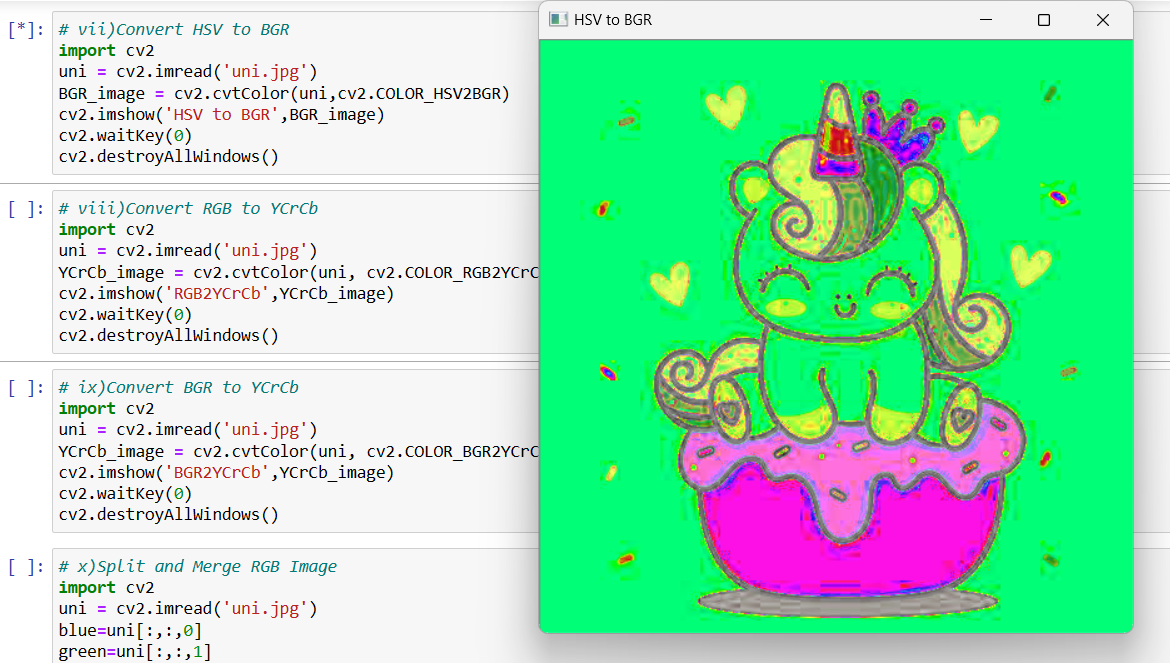 [*]:
# vii)Convert HSV to BGR
import cv2
uni = cv2.imread('uni.jpg')
BGR_image = cv2.cvtColor(uni,cv2.COLOR_HSV2BGR)
cv2.imshow('HSV to BGR',BGR_image)
cv2.waitKey(0)
cv2.destroyAllWindows()
[ ]:
# viii)Convert RGB to YCrCb
import cv2
uni = cv2.imread('uni.jpg')
YCrCb_image = cv2.cvtColor(uni, cv2.COLOR_RGB2YCrC
cv2.imshow('RGB2YCrCb',YCrCb_image)
cv2.waitKey(0)
cv2.destroyAllWindows()
[ ]:
# ix)Convert BGR to YCrCb
import cv2
uni = cv2.imread('uni.jpg')
YCrCb_image = cv2.cvtColor(uni, cv2.COLOR_BGR2YCrC
cv2.imshow('BGR2YCrCb',YCrCb_image)
cv2.waitKey(0)
cv2.destroyAllWindows()
[ ]:
# x)Split and Merge RGB Image
import cv2
uni = cv2.imread('uni.jpg')
blue=uni[:,:,0]
green=uni[:,:,1]
HSV to BGR